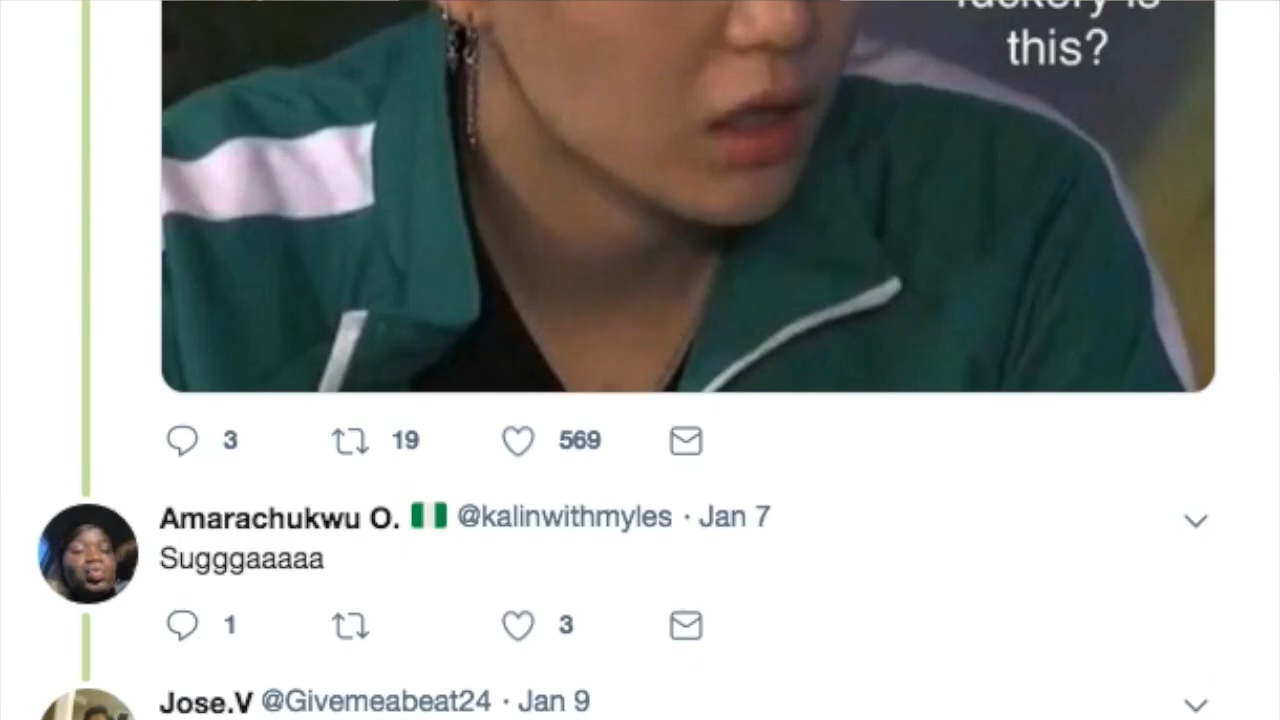 this?
3 19 569
Amarachukwu O. @kalinwithmyles · Jan 7
Sugggaaaaa
1 3
Jose.V @Givemeabeat24 · Jan 9